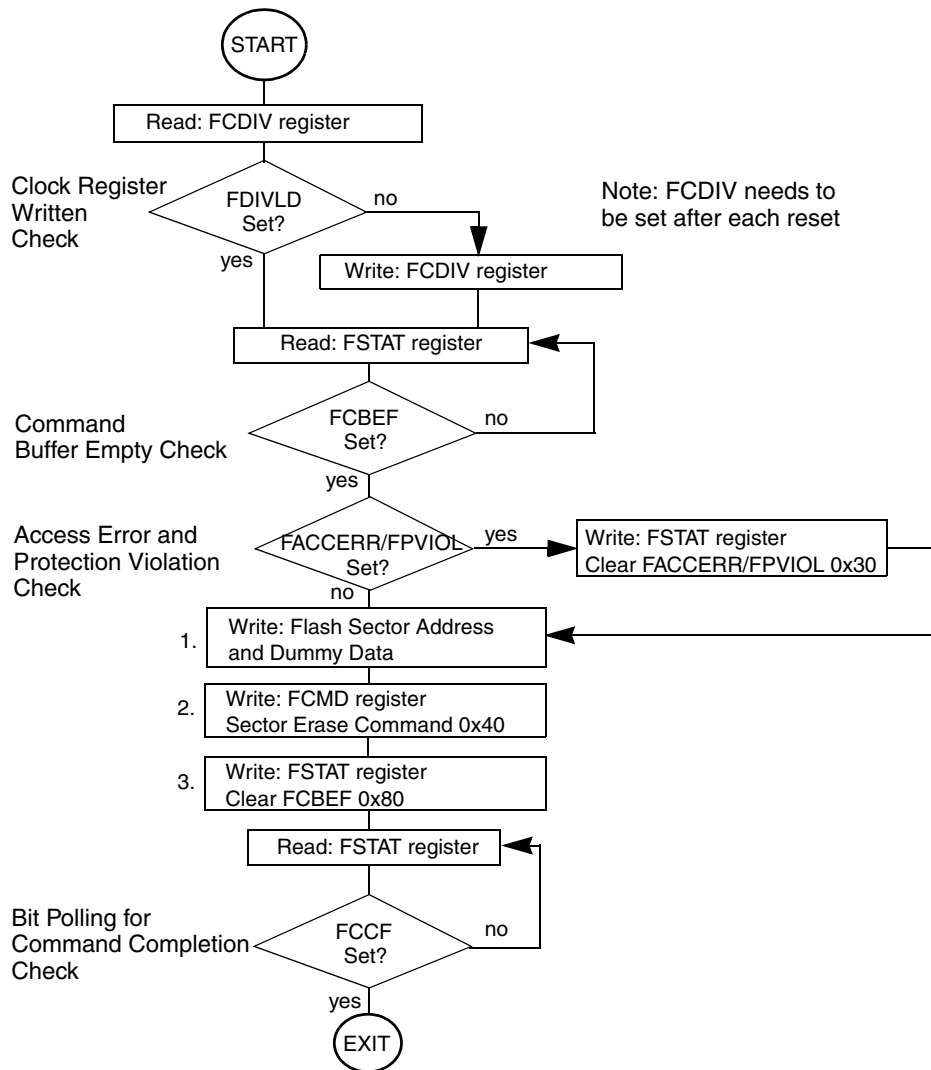 START
Read: FCDIV register
Clock Register
Written
Check
FDIVLD
Set?
no
yes
Note: FCDIV needs to
be set after each reset
Write: FCDIV register
Read: FSTAT register
Command
Buffer Empty Check
FCBEF
Set?
no
yes
Access Error and
Protection Violation
Check
FACCERR/FPVIOL
Set?
yes
no
Write: FSTAT register
Clear FACCERR/FPVIOL 0x30
1.
Write: Flash Sector Address
and Dummy Data
2.
Write: FCMD register
Sector Erase Command 0x40
3.
Write: FSTAT register
Clear FCBEF 0x80
Read: FSTAT register
Bit Polling for
Command Completion
Check
FCCF
Set?
no
yes
EXIT